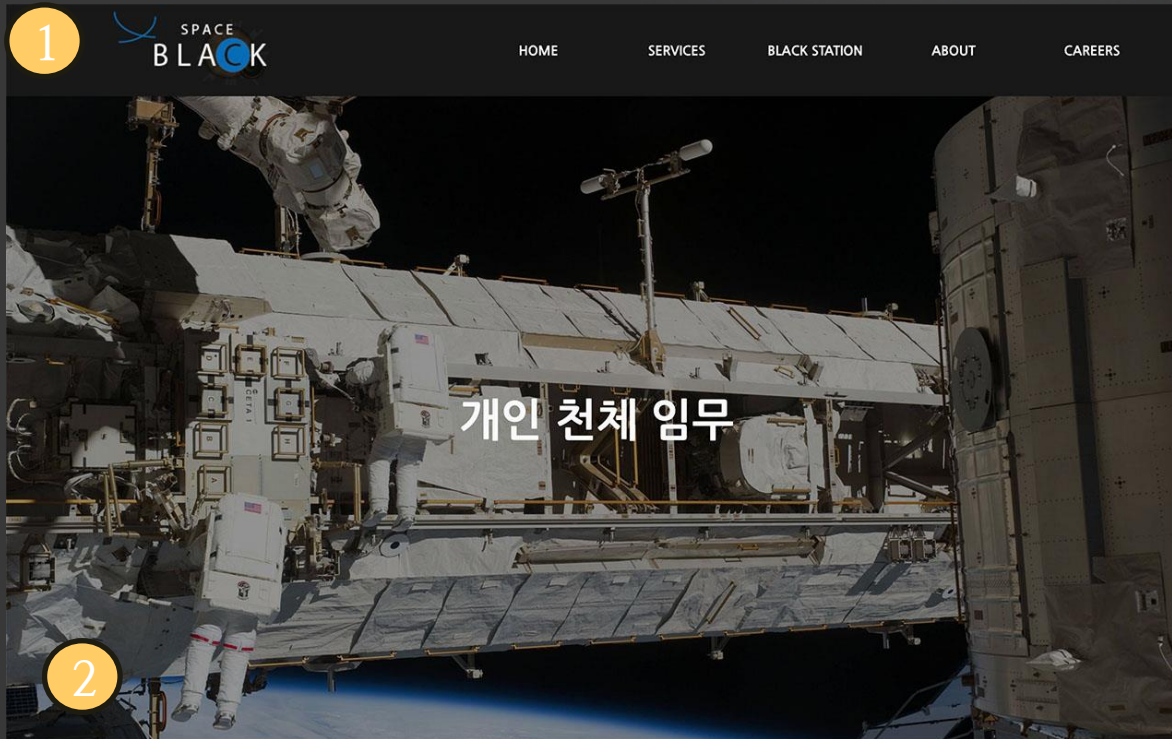 1
SPACE
BLACK
HOME SERVICES BLACK STATION ABOUT CAREERS
개인 천체 임무
2